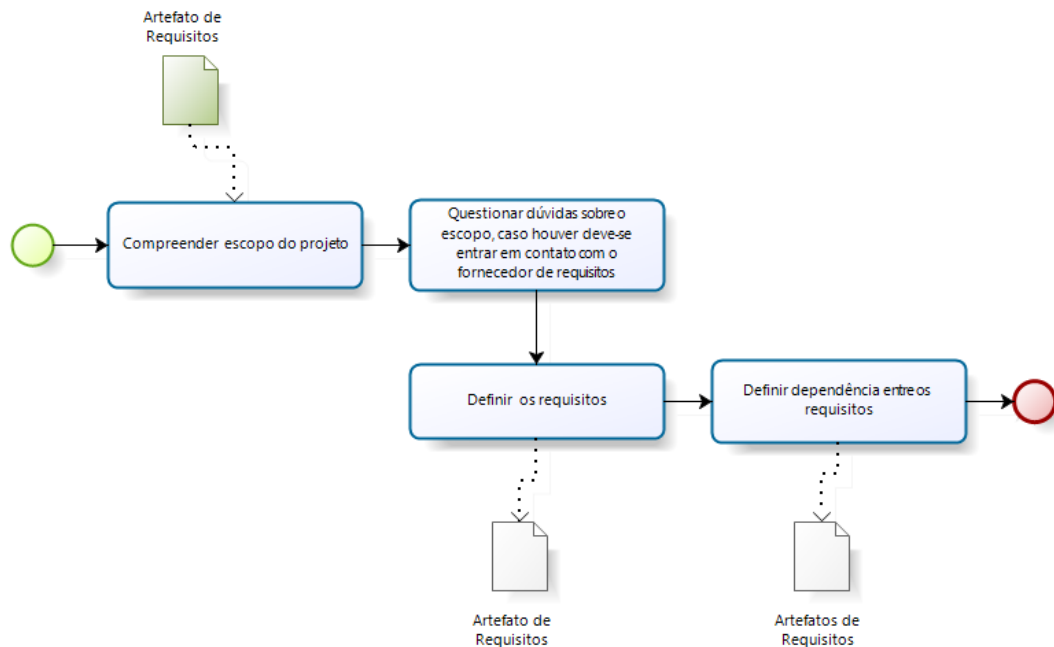 Artefato de
Requisitos
Compreender escopo do projeto
Questionar dúvidas sobre o
escopo, caso houver deve-se
entrar em contato com o
fornecedor de requisitos
Definir os requisitos
Definir dependência entre os
requisitos
Artefato de
Requisitos
Artefatos de
Requisitos